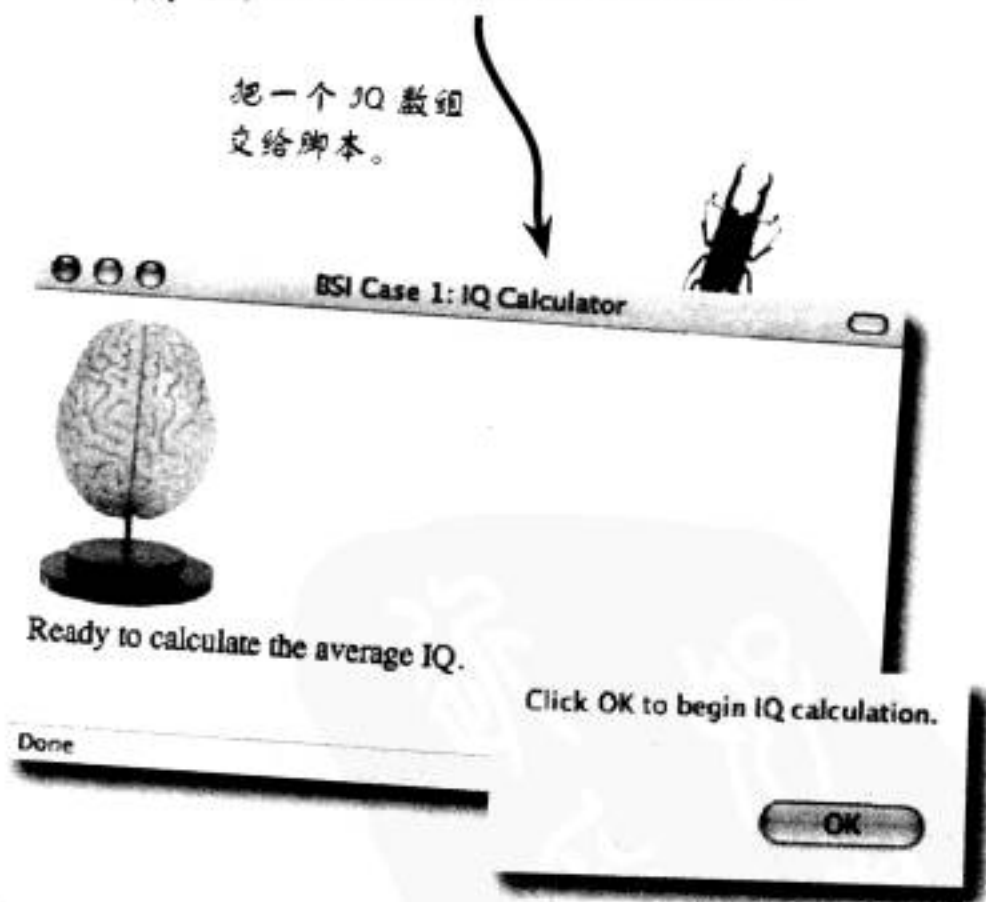 把一个 IQ 数组
交给脚本。
BSI Case 1: IQ Calculator
Ready to calculate the average IQ.
Click OK to begin IQ calculation.
Done
OK